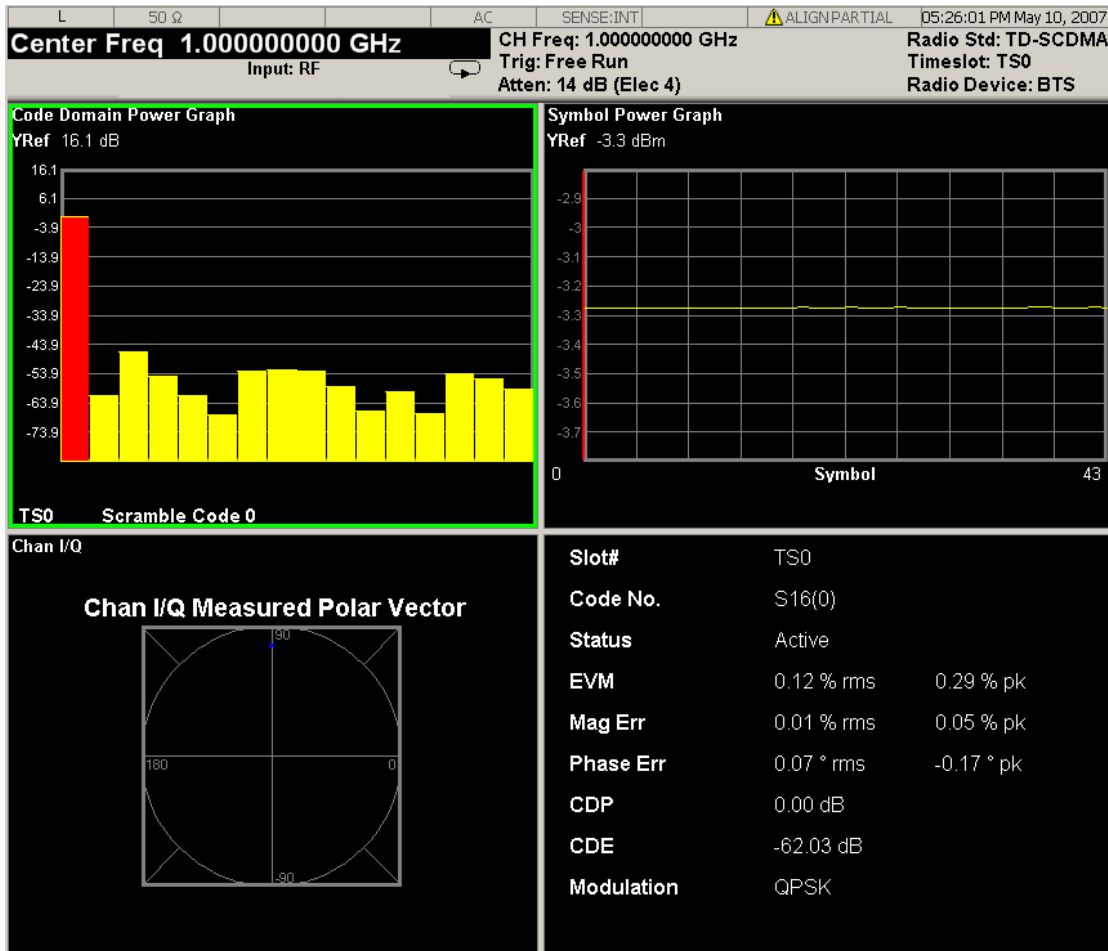 L 50 Ω AC SENSE:INT ALIGN PARTIAL 05:26:01 PM May 10, 2007
Center Freq 1.000000000 GHz
Input: RF
CH Freq: 1.000000000 GHz
Trig: Free Run
Atten: 14 dB (Elec 4)
Radio Std: TD-SCDMA
Timeslot: TS0
Radio Device: BTS
Code Domain Power Graph
YRef 16.1 dB
16.1
6.1
-3.9
-13.9
-23.9
-33.9
-43.9
-53.9
-63.9
-73.9
TS0 Scramble Code 0
Symbol Power Graph
YRef -3.3 dBm
-2.9
-3
-3.1
-3.2
-3.3
-3.4
-3.5
-3.6
-3.7
0 Symbol 43
Chan I/Q
Chan I/Q Measured Polar Vector
90
180 0
-90
Slot# TS0
Code No. S16(0)
Status Active
EVM 0.12 % rms 0.29 % pk
Mag Err 0.01 % rms 0.05 % pk
Phase Err 0.07 ° rms -0.17 ° pk
CDP 0.00 dB
CDE -62.03 dB
Modulation QPSK